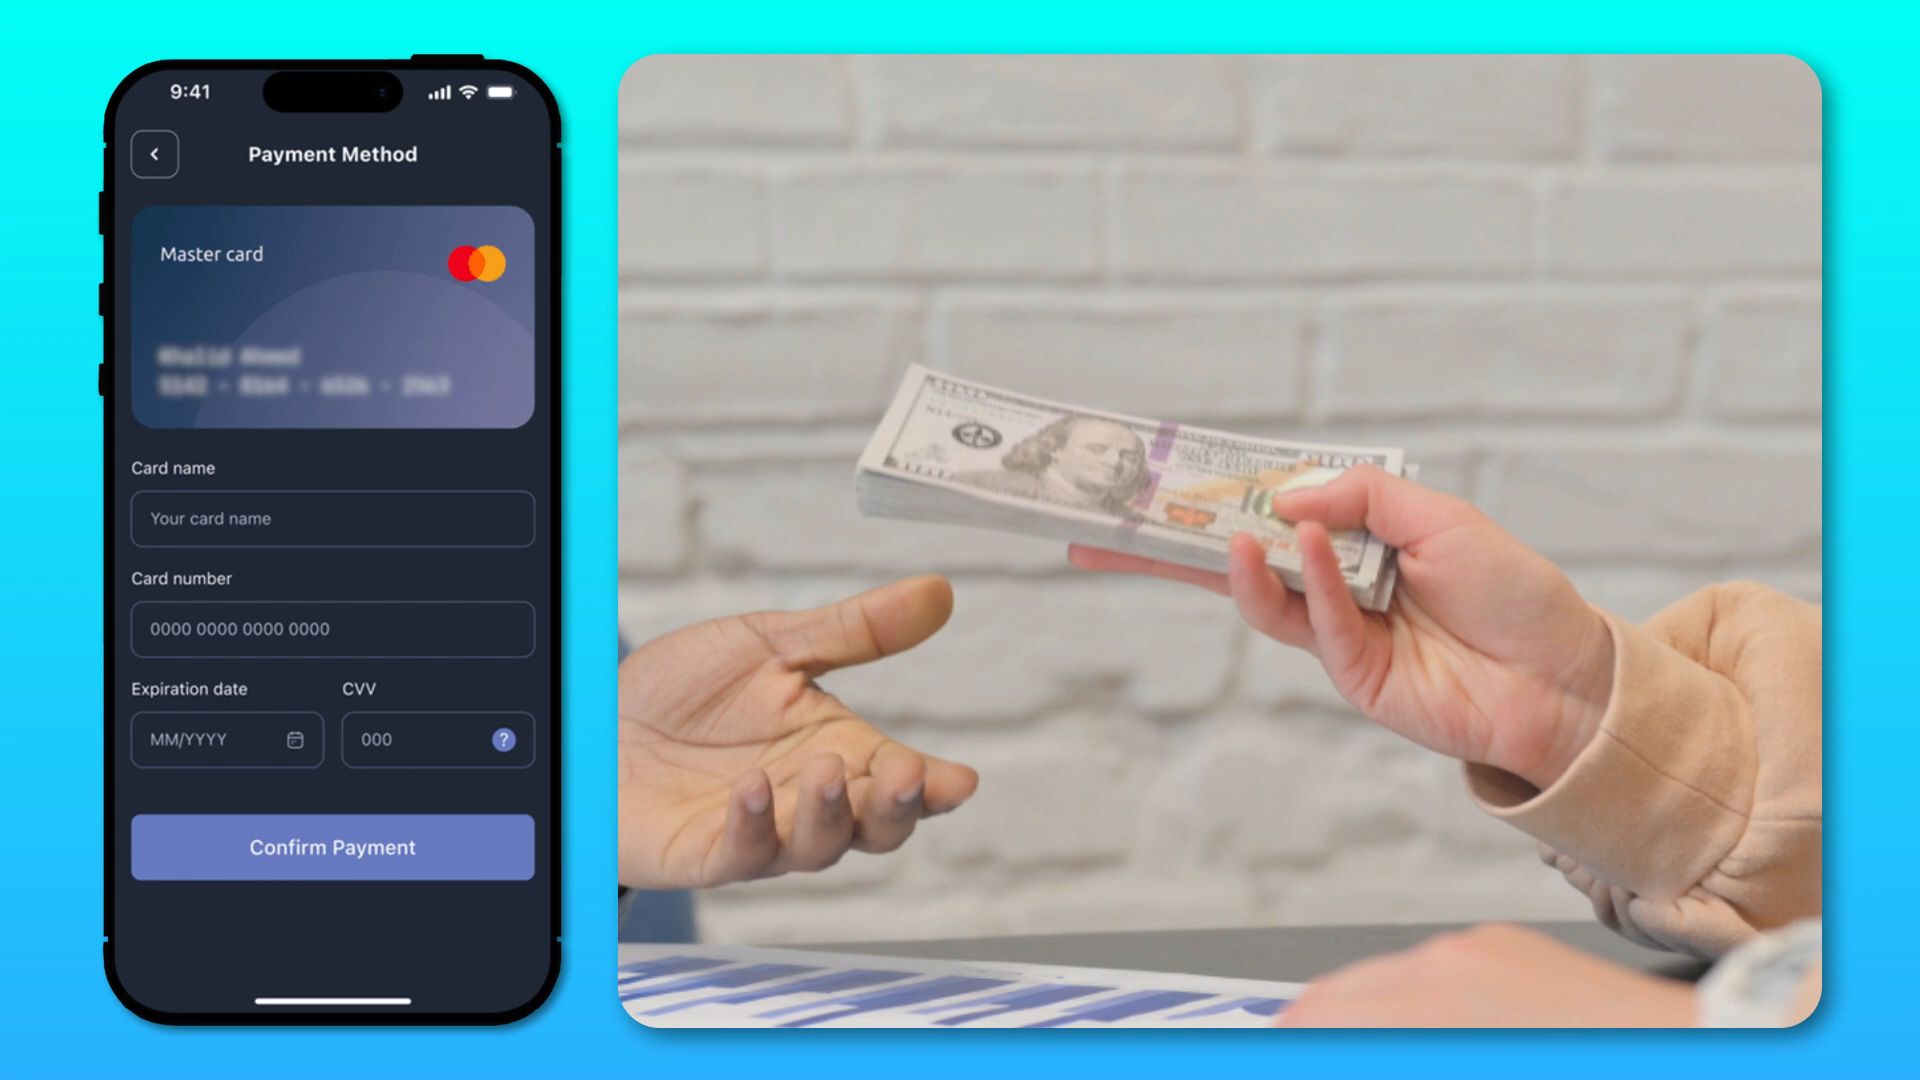 9:41
Payment Method
Master card
Card name
Your card name
Card number
0000 0000 0000 0000
Expiration date
CVV
MM/YYYY
000
?
Confirm Payment